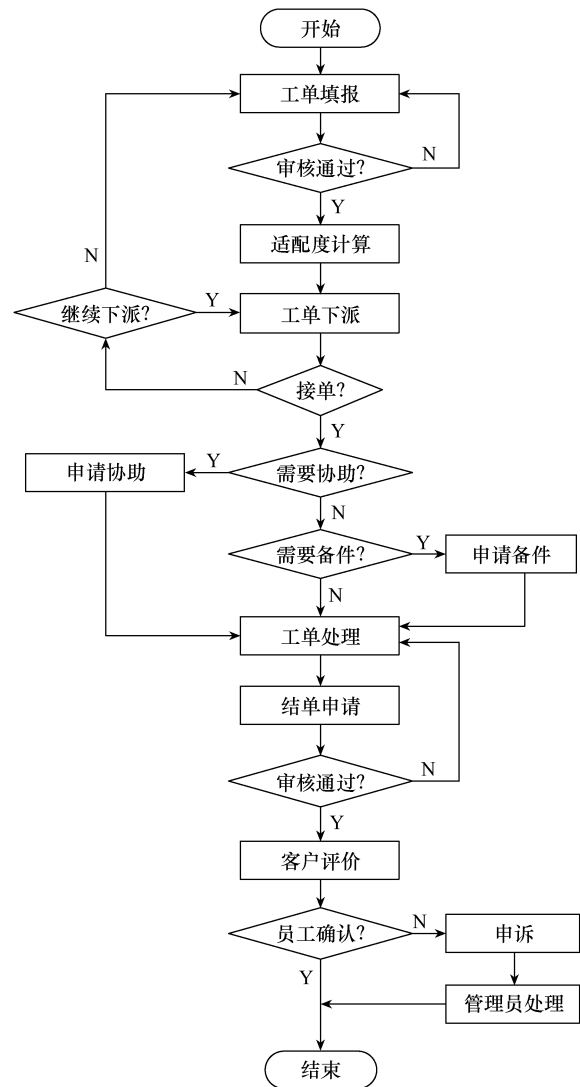 开始
工单填报
审核通过?
N
Y
适配度计算
N
继续下派?
Y
工单下派
N
接单?
Y
申请协助
Y
需要协助?
N
需要备件?
Y
申请备件
N
工单处理
结单申请
审核通过?
N
Y
客户评价
员工确认?
N
申诉
Y
管理员处理
结束